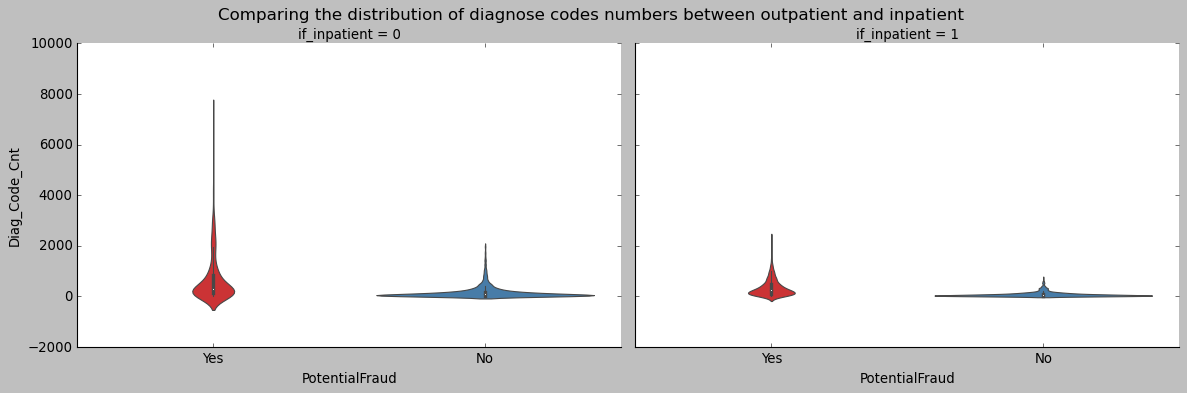 Comparing the distribution of diagnose codes numbers between outpatient and inpatient
if_inpatient = 0
if_inpatient = 1
10000
8000
6000
4000
2000
0
−2000
Diag_Code_Cnt
Yes
No
Yes
No
PotentialFraud
PotentialFraud